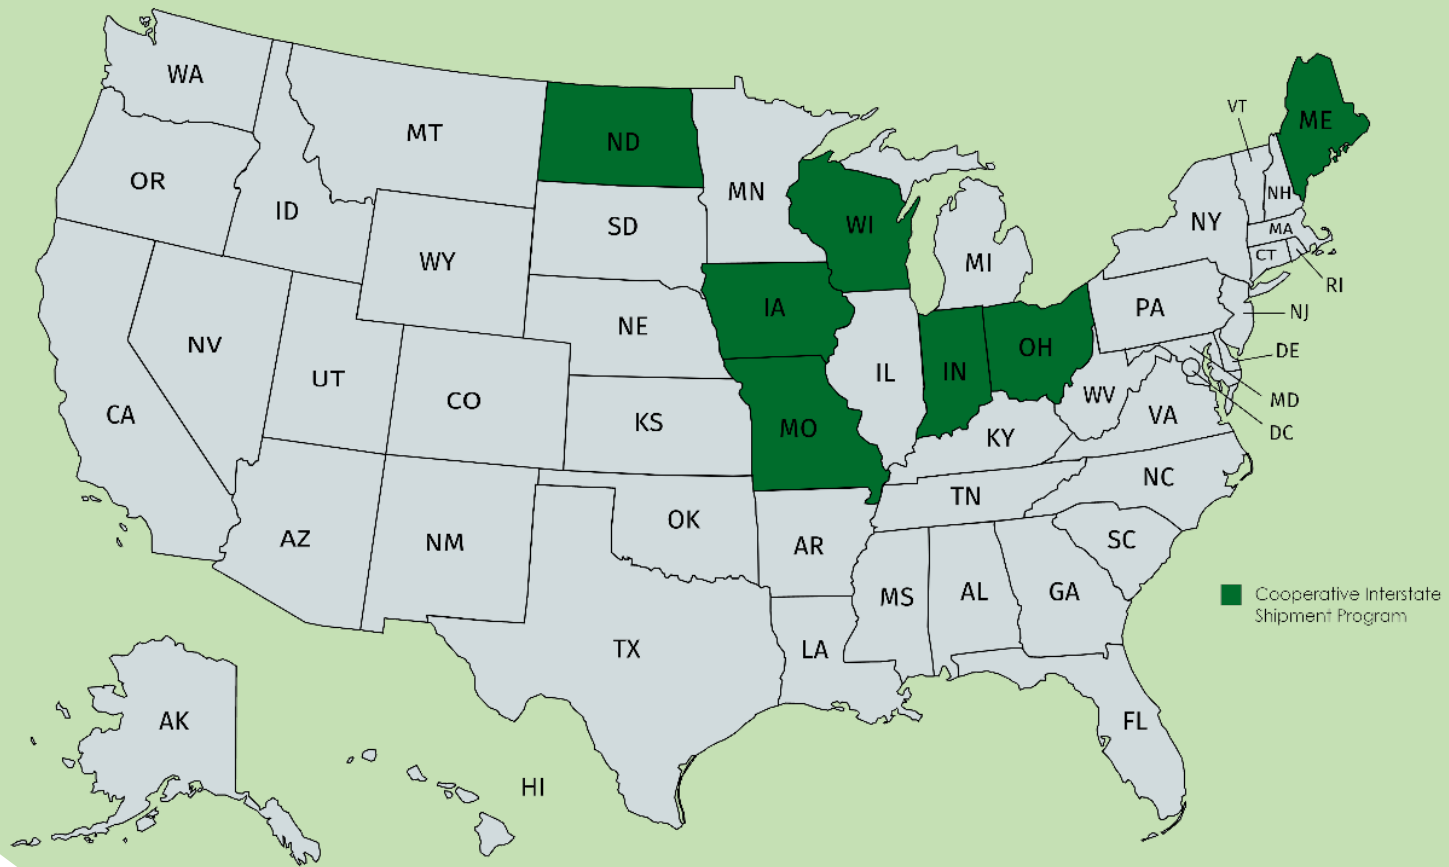 WA
MT
ND
MN
VT
ME
OR
ID
SD
WI
NH
NY
MA
WY
MI
CT
RI
NE
IA
PA
NJ
NV
UT
CO
IL
IN
OH
DE
WV
MD
CA
KS
MO
KY
VA
DC
TN
NC
AZ
NM
OK
AR
SC
MS
AL
GA
Cooperative Interstate
Shipment Program
TX
LA
AK
FL
HI